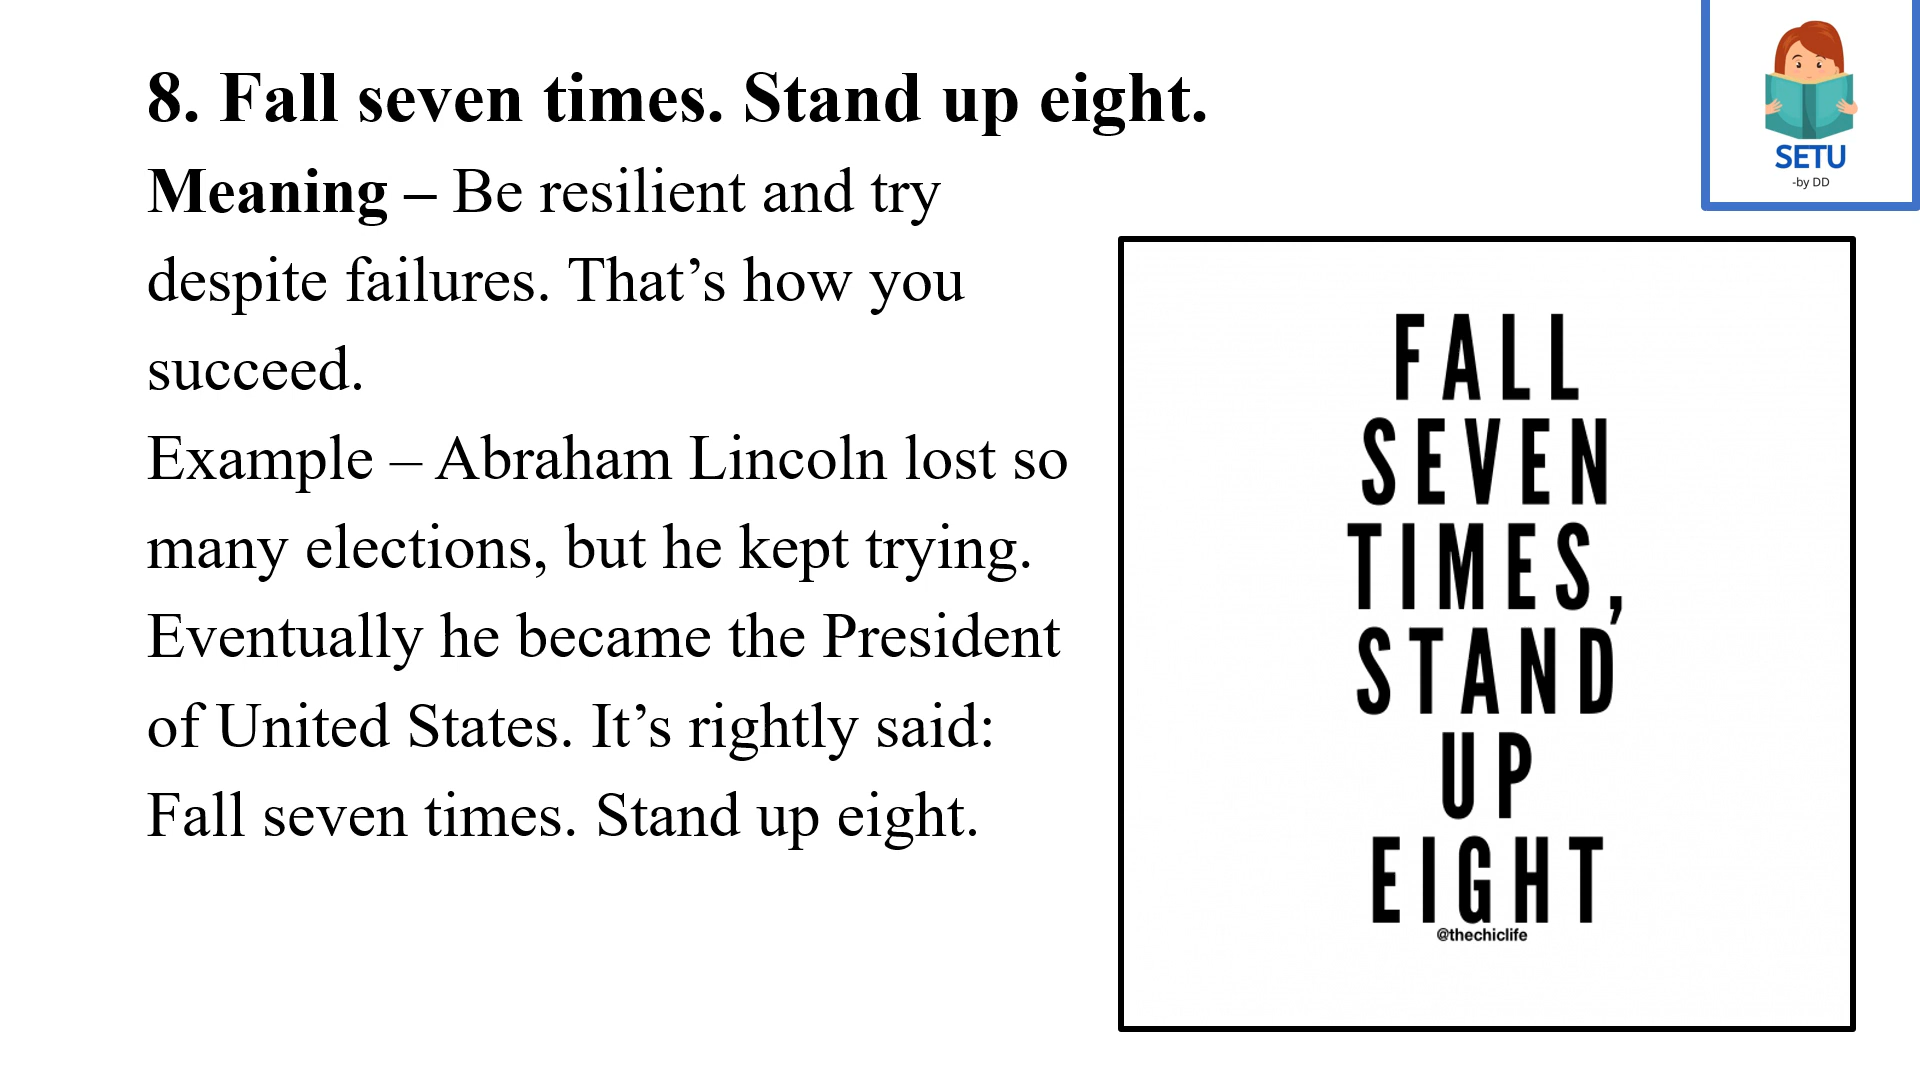 8. Fall seven times. Stand up eight.
Meaning – Be resilient and try
despite failures. That’s how you
succeed.
Example – Abraham Lincoln lost so
many elections, but he kept trying.
Eventually he became the President
of United States. It’s rightly said:
Fall seven times. Stand up eight.
SETU
-by DD
FALL
SEVEN
TIMES,
STAND
UP
EIGHT
@thechiclife